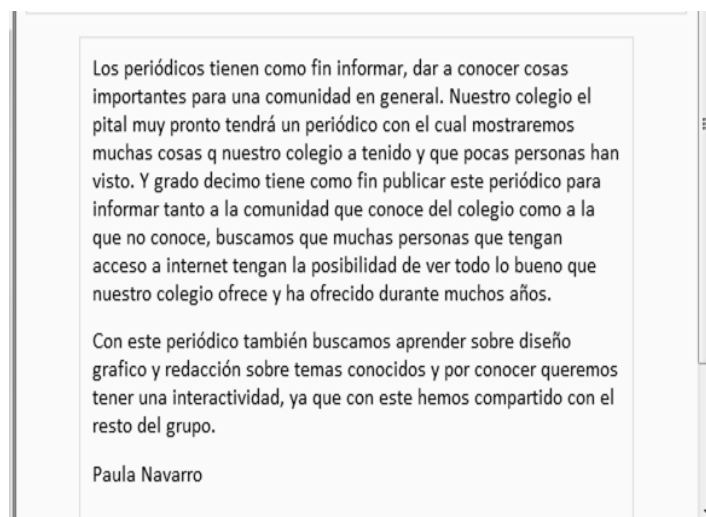 Los periódicos tienen como fin informar, dar a conocer cosas
importantes para una comunidad en general. Nuestro colegio el
pital muy pronto tendrá un periódico con el cual mostraremos
muchas cosas q nuestro colegio a tenido y que pocas personas han
visto. Y grado decimo tiene como fin publicar este periódico para
informar tanto a la comunidad que conoce del colegio como a la
que no conoce, buscamos que muchas personas que tengan
acceso a internet tengan la posibilidad de ver todo lo bueno que
nuestro colegio ofrece y ha ofrecido durante muchos años.
Con este periódico también buscamos aprender sobre diseño
grafico y redacción sobre temas conocidos y por conocer queremos
tener una interactividad, ya que con este hemos compartido con el
resto del grupo.
Paula Navarro